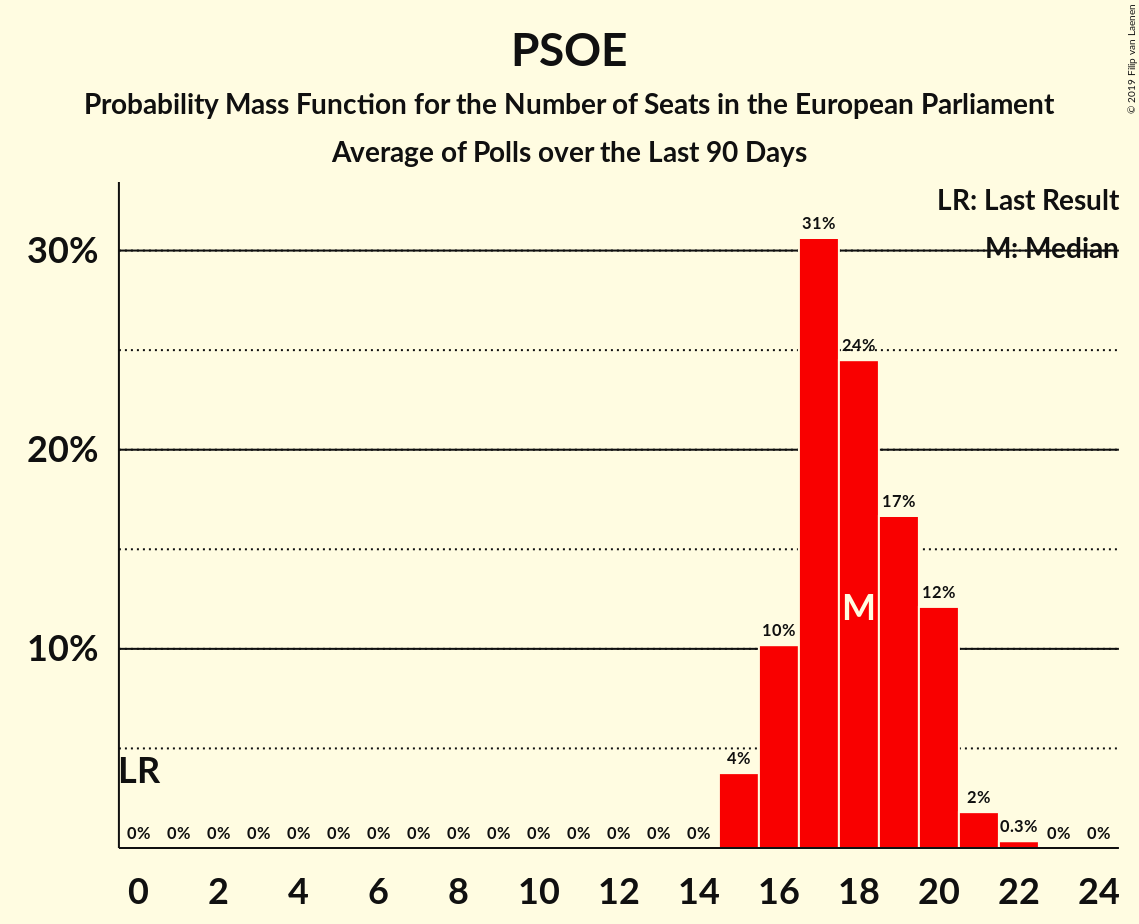 PSOE
Probability Mass Function for the Number of Seats in the European Parliament
Average of Polls over the Last 90 Days
© 2019 Filip van Laenen
LR: Last Result
M: Median
30%
20%
10%
31%
24%
17%
12%
10%
4%
2%
0.3%
M
LR
0% 0% 0% 0% 0% 0% 0% 0% 0% 0% 0% 0% 0% 0% 0% 0% 0%
0 2 4 6 8 10 12 14 16 18 20 22 24